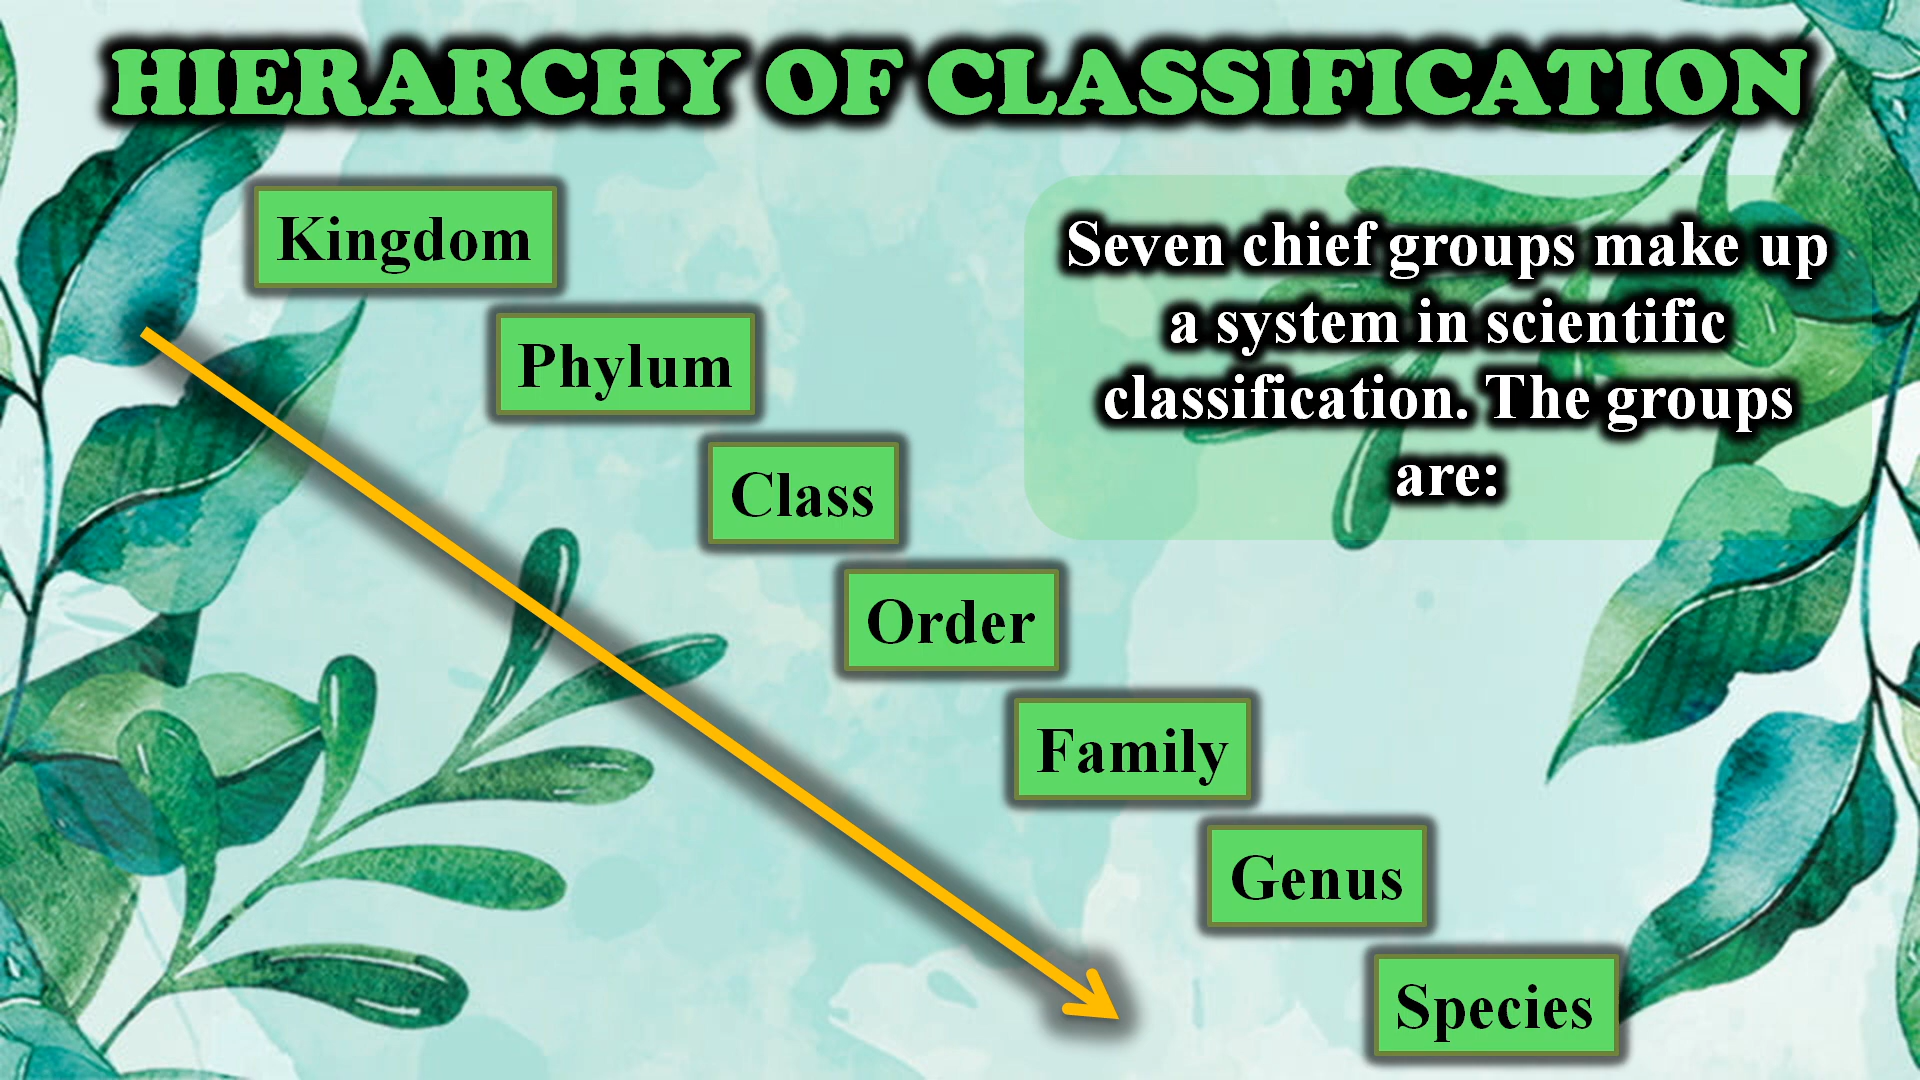 HIERARCHY OF CLASSIFICATION
Kingdom
Phylum
Class
Order
Family
Genus
Species
Seven chief groups make up
a system in scientific
classification. The groups
are: